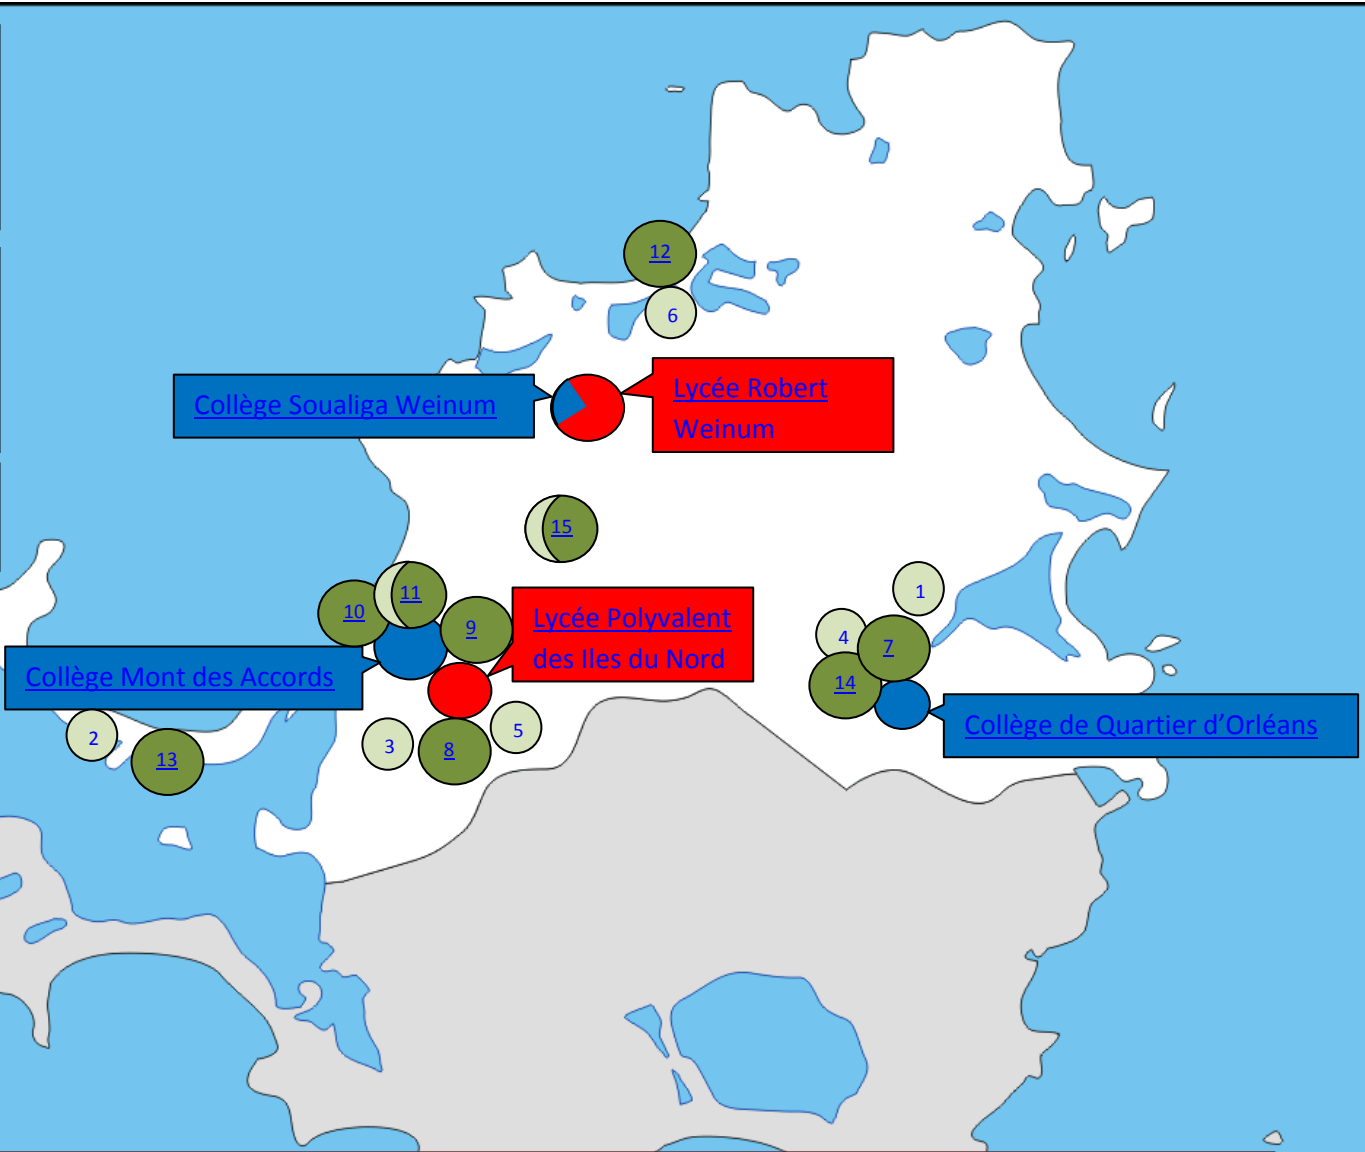 12
6
Collège Soualiga Weinum
Lycée Robert
Weinum
15
1
11
10
9
Lycée Polyvalent
des Iles du Nord
4
7
Collège Mont des Accords
14
Collège de Quartier d’Orléans
2
13
3
8
5